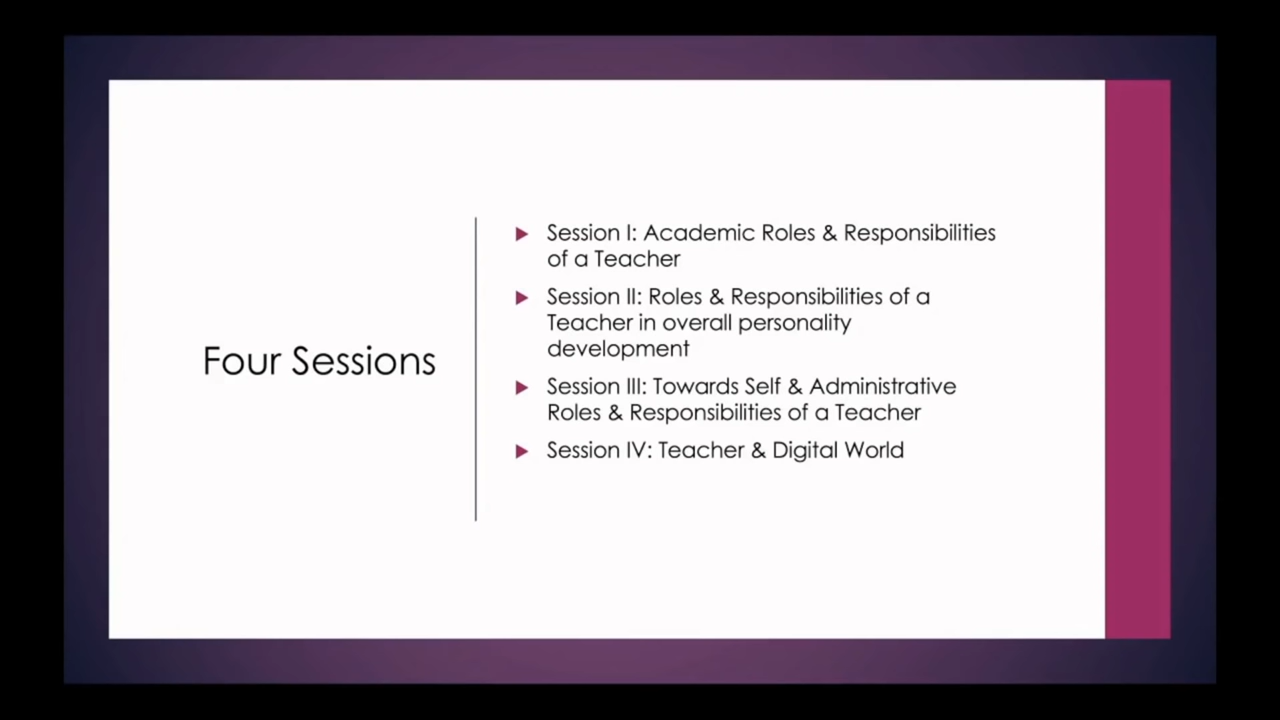 Four Sessions
Session I: Academic Roles & Responsibilities
of a Teacher
Session II: Roles & Responsibilities of a
Teacher in overall personality
development
Session III: Towards Self & Administrative
Roles & Responsibilities of a Teacher
Session IV: Teacher & Digital World